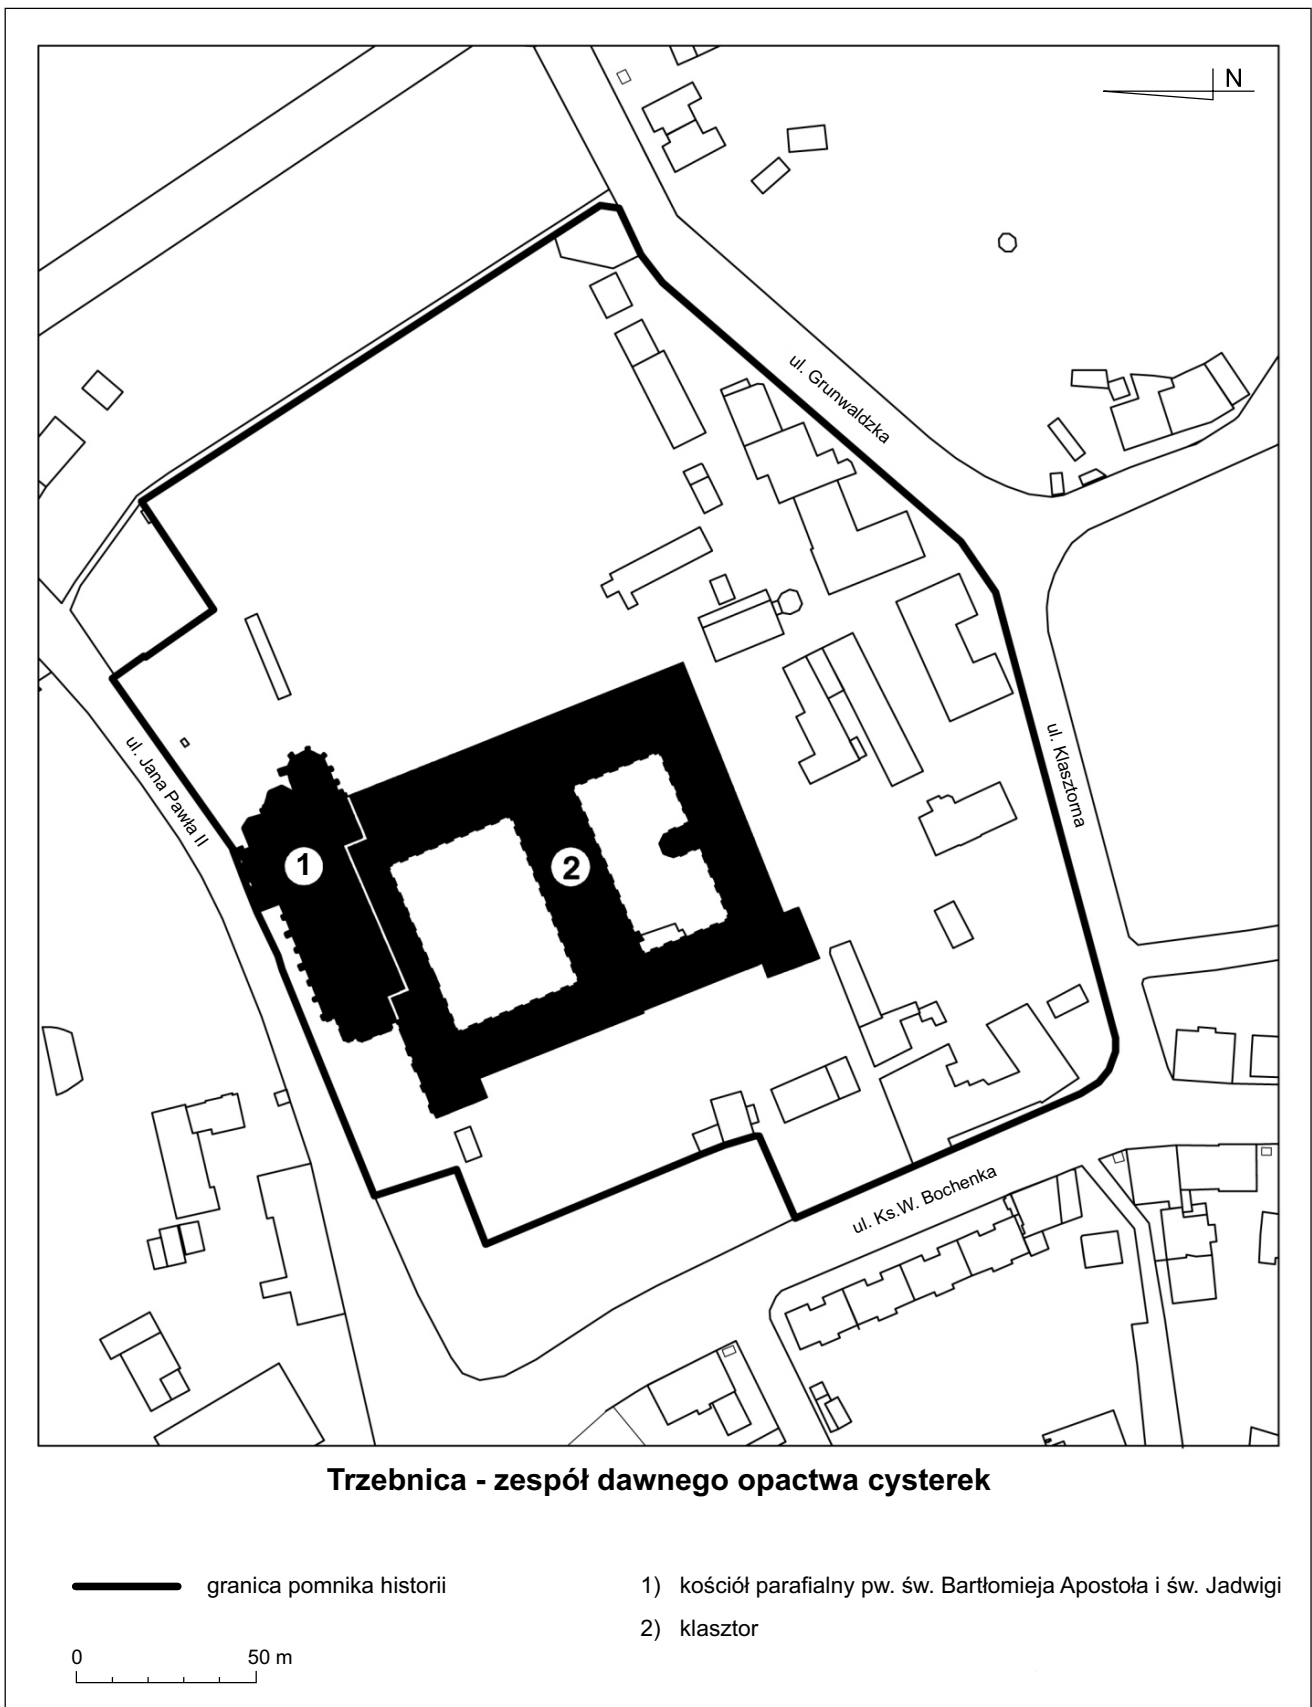 N
ul. Grunwaldzka
ul. Klasztorna
ul. Jana Pawła II
1
2
ul. Ks.W. Bochenka
Trzebnica - zespół dawnego opactwa cysterek
granica pomnika historii
1) kościół parafialny pw. św. Bartłomieja Apostoła i św. Jadwigi
2) klasztor
0 50 m